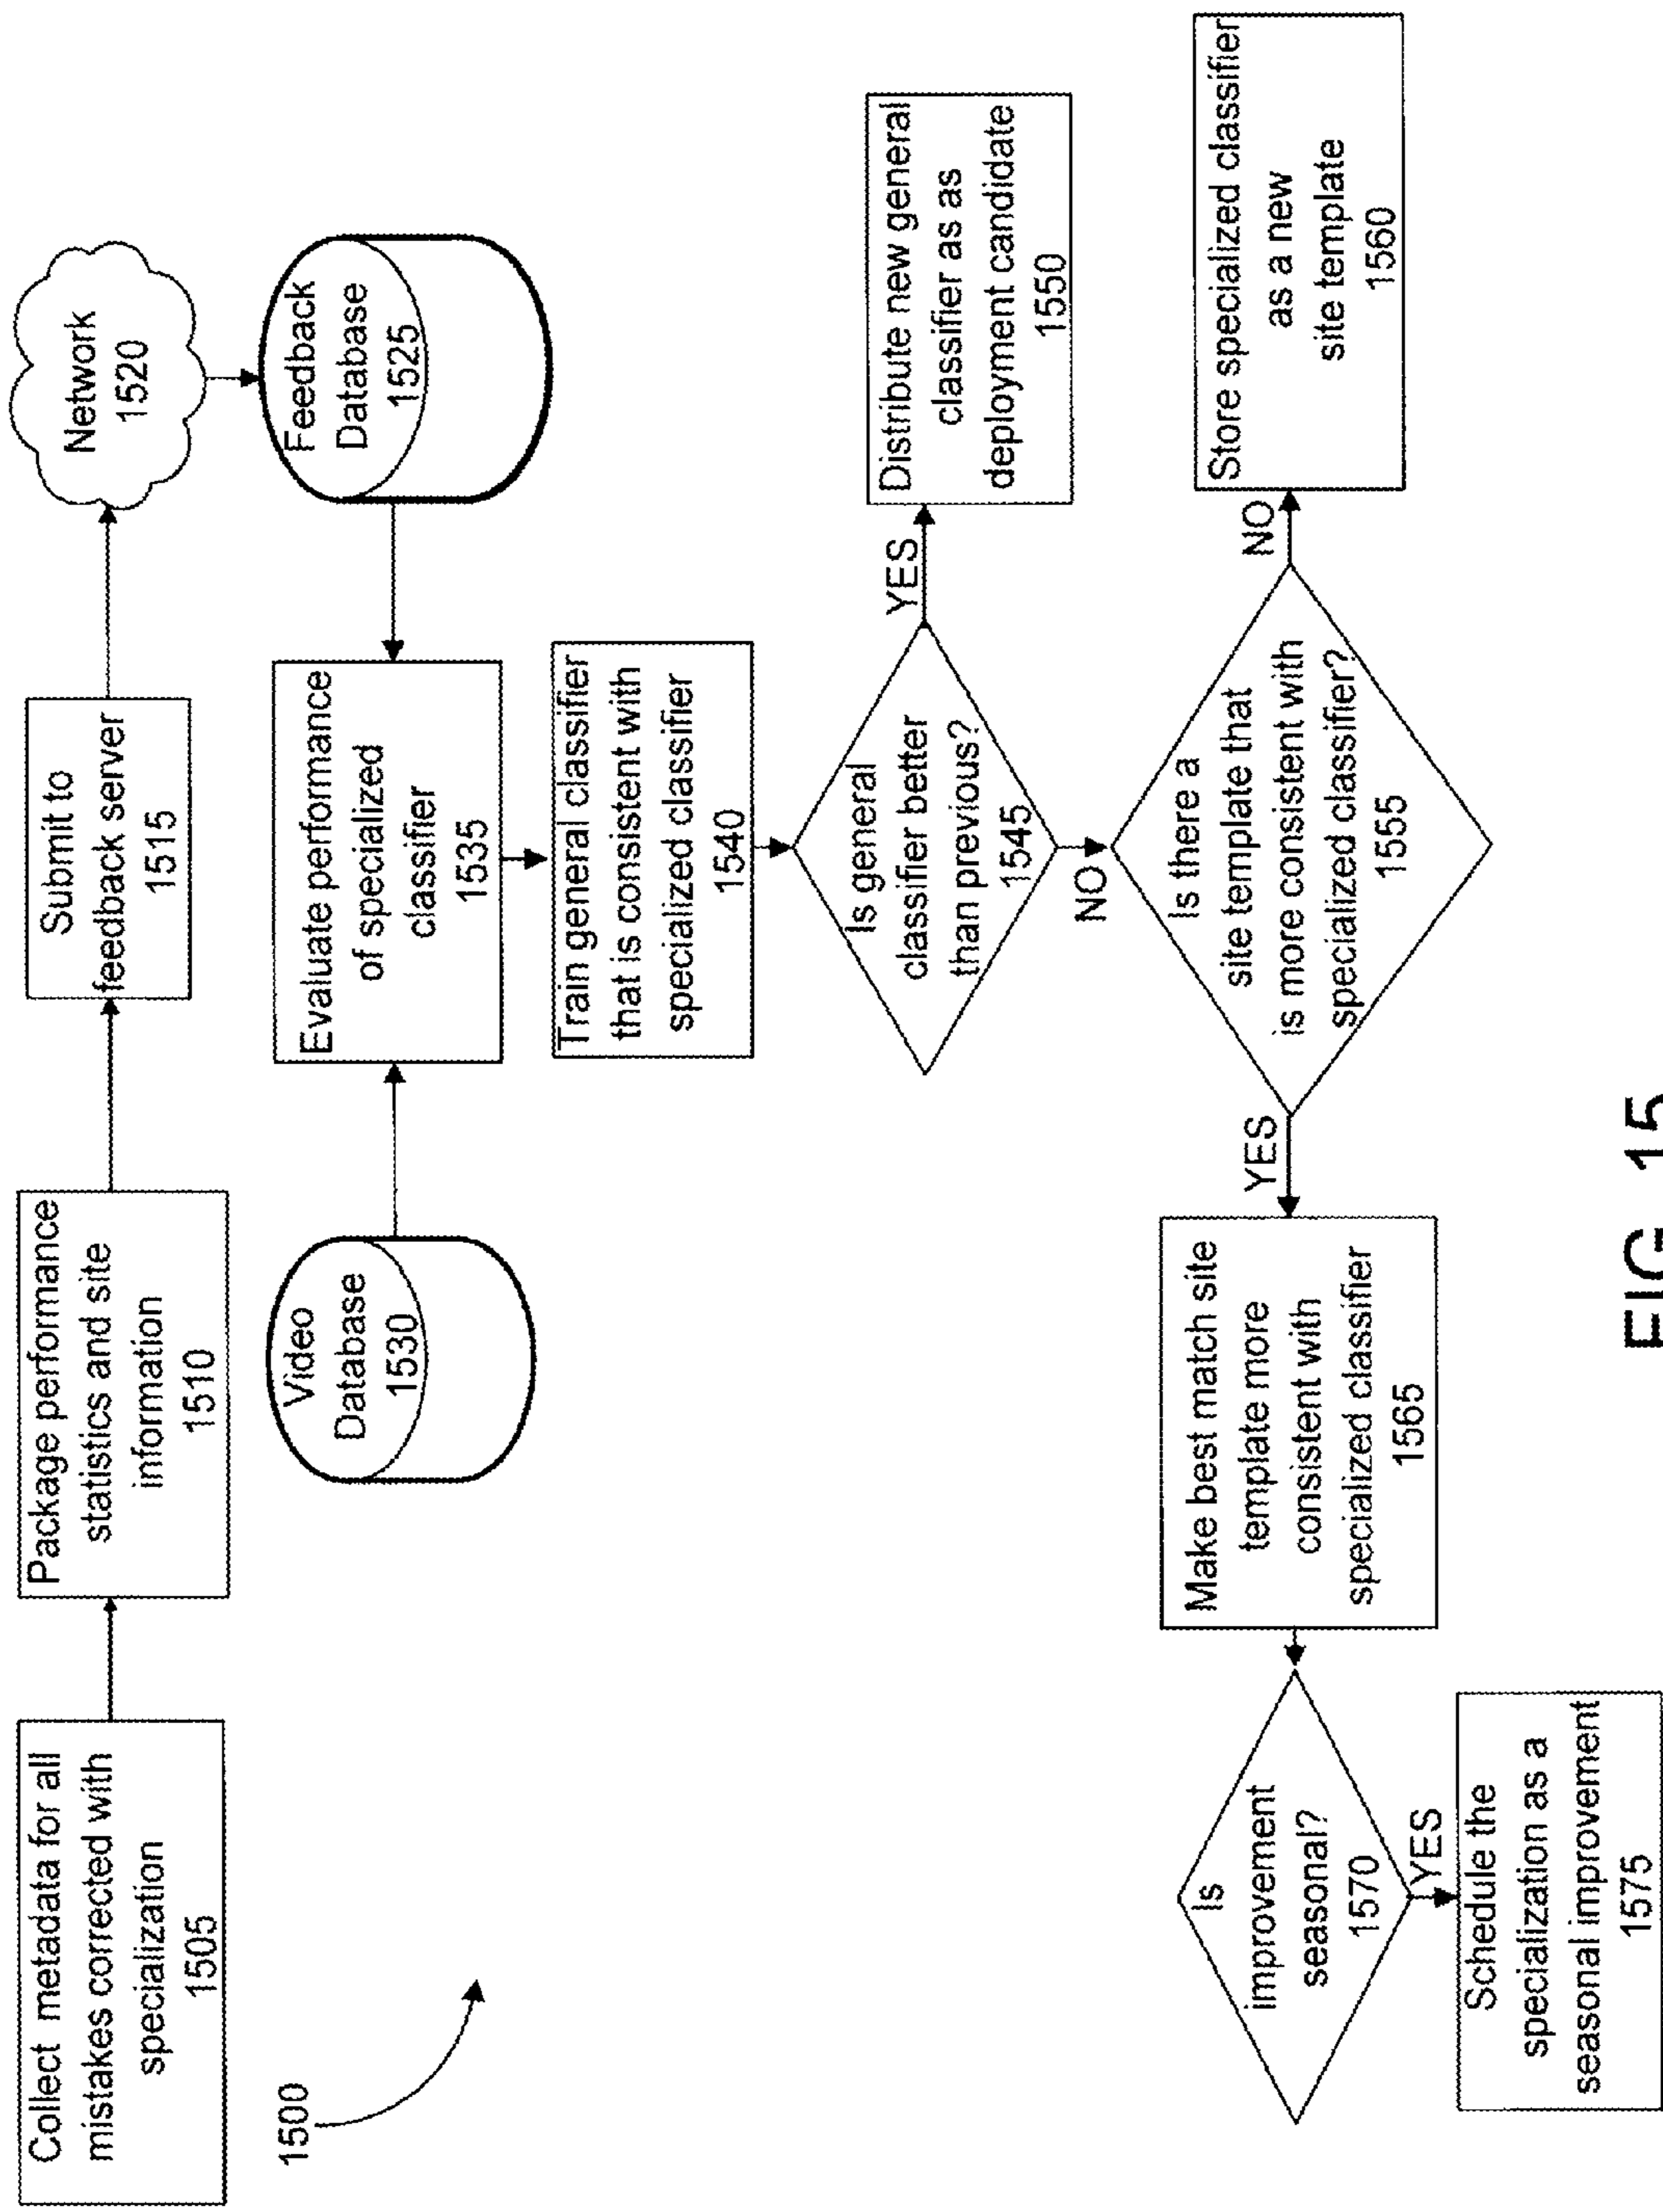 Collect metadata for all
mistakes corrected with
specialization
1505
Package performance
statistics and site
information
1510
Submit to
feedback server
1515
Network
1520
1500
Video
Database
1530
Evaluate performance
of specialized
classifier
1535
Feedback
Database
1525
Train general classifier
that is consistent with
specialized classifier
1540
Is general
classifier better
than previous?
1545
YES
Distribute new general
classifier as as
deployment candidate
1550
NO
Is there a
site template that
is more consistent with
specialized classifier?
1555
NO
Store specialized classifier
as a new
site template
1560
YES
Make best match site
template more
consistent with
specialized classifier
1565
Is
improvement
seasonal?
1570
YES
Schedule the
specialization as a
seasonal improvement
1575
FIG. 15